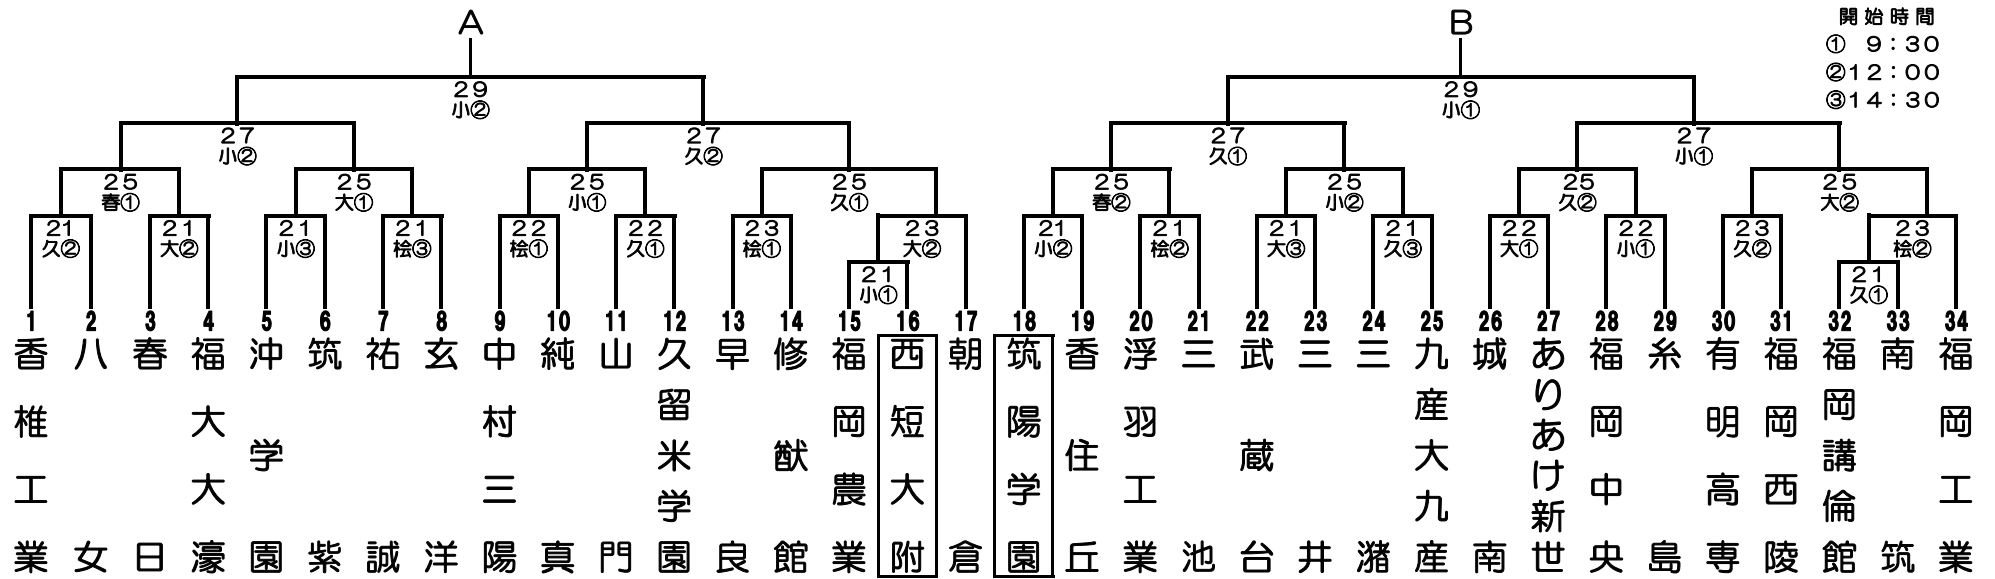 A
B
開始時間
① 9:30
②12:00
③14:30
29
小②
29
小①
27
小②
27
久②
27
久①
27
小①
25
春①
25
大①
25
小①
25
久①
25
春②
25
小②
25
久②
25
大②
21
久②
21
大②
21
小③
21
桧③
22
桧①
22
久①
23
桧①
23
大②
21
小②
21
桧②
21
大③
21
久③
22
大①
22
小①
23
久②
23
桧②
21
小①
21
久①
1 香椎工業
2 八女
3 春日
4 福大大濠
5 沖学園
6 筑紫
7 祐誠
8 玄洋
9 中村三陽
10 純真
11 山門
12 久留米学園
13 早良
14 修猷館
15 福岡農業
16 西短大附
17 朝倉
18 筑陽学園
19 香住丘
20 浮羽工業
21 三池
22 武蔵台
23 三井
24 三潴
25 九産大九産
26 城南
27 ありあけ新世
28 福岡中央
29 糸島
30 有明高専
31 福岡西陵
32 福岡講倫館
33 南筑
34 福岡工業